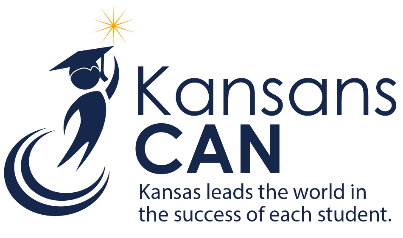 Kansans
CAN
Kansas leads the world in
the success of each student.